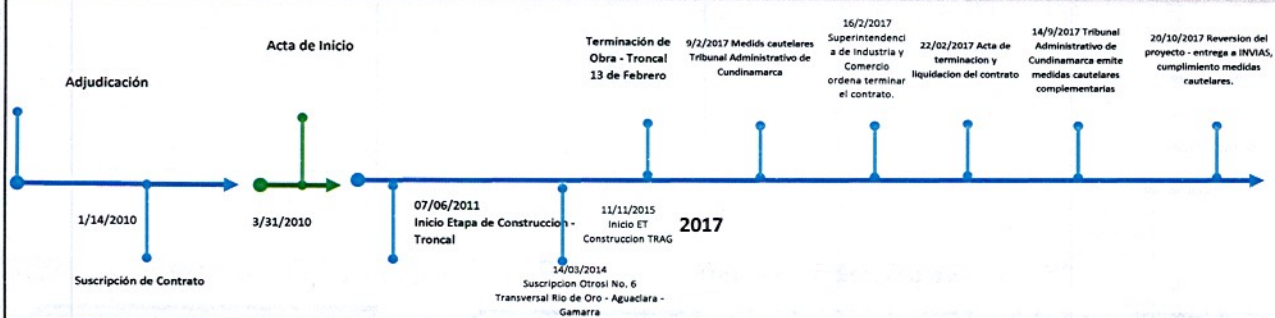 Adjudicación
1/14/2010
Suscripción de Contrato
Acta de Inicio
3/31/2010
07/06/2011
Inicio Etapa de Construccion -
Troncal
14/03/2014
Suscripcion Otrosi No. 6
Transversal Rio de Oro - Aguaclara -
Gamarra
11/11/2015
Inicio ET
Construccion TRAG
2017
Terminación de
Obra - Troncal
13 de Febrero
9/2/2017 Medids cautelares
Tribunal Administrativo de
Cundinamarca
16/2/2017
Superintendenci
a de Industria y
Comercio
ordena terminar
el contrato.
22/02/2017 Acta de
terminacion y
liquidacion del contrato
14/9/2017 Tribunal
Administrativo de
Cundinamarca emite
medidas cautelares
complementarias
20/10/2017 Reversion del
proyecto - entrega a INVIAS,
cumplimiento medidas
cautelares.